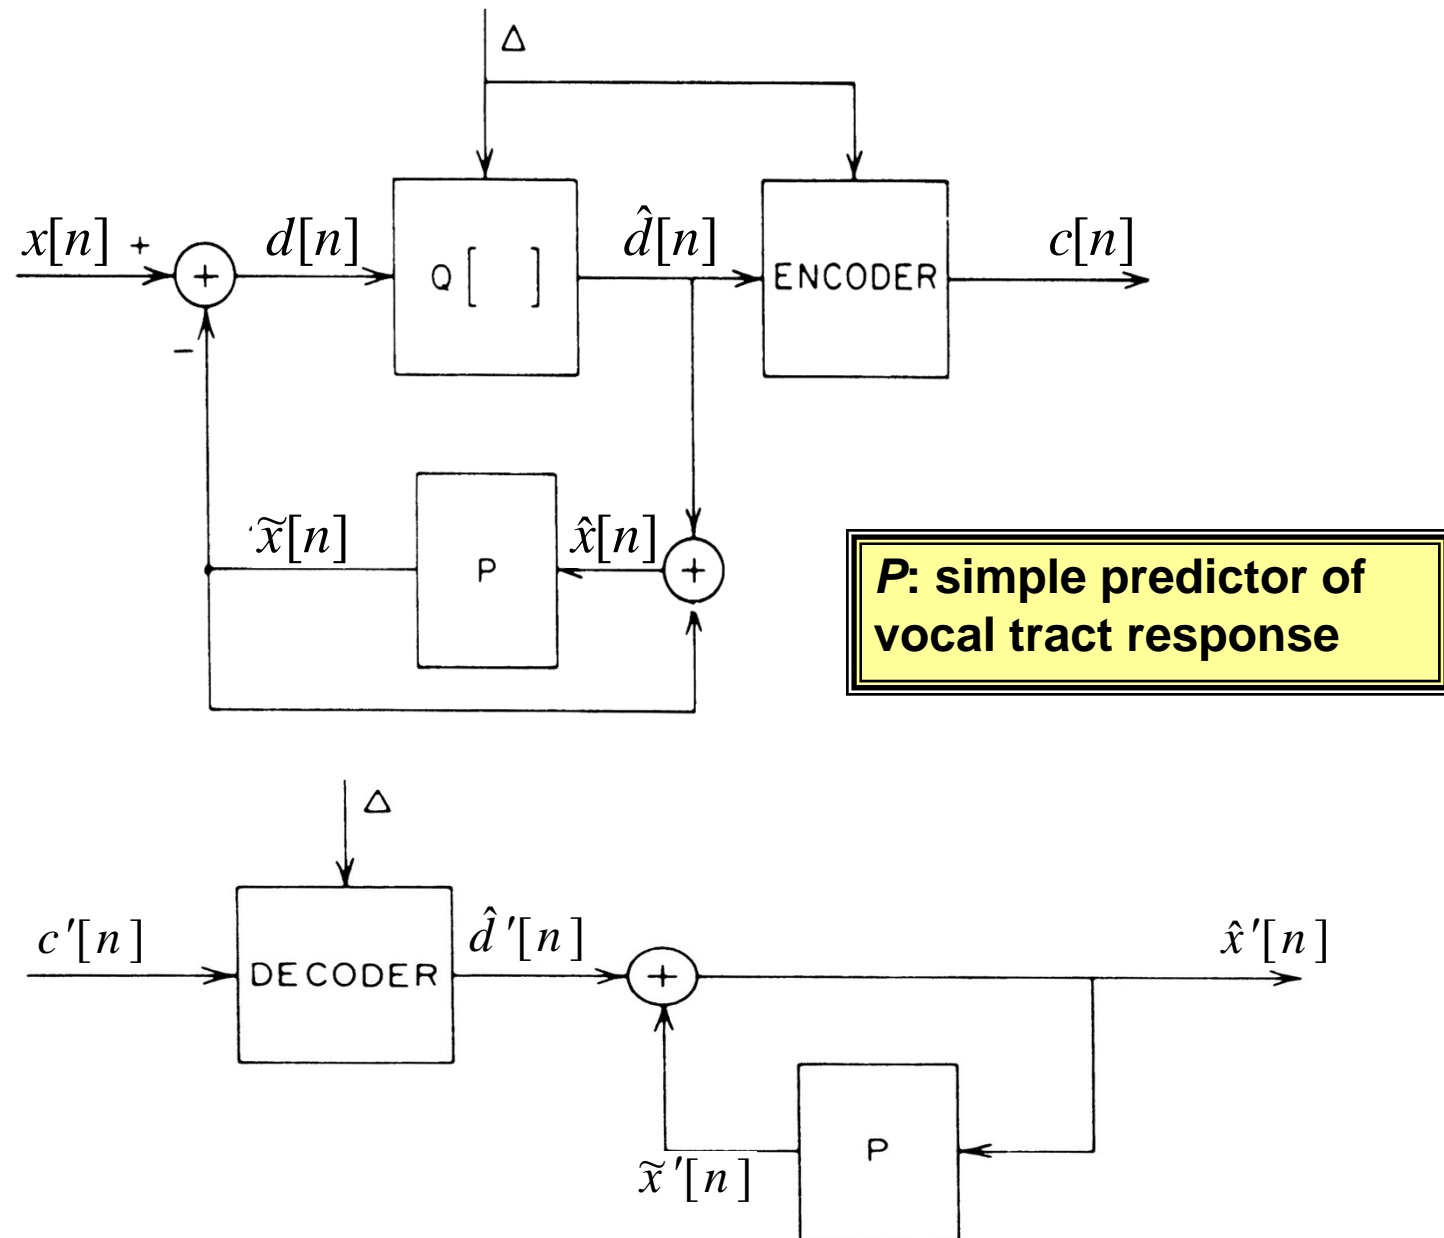 Δ
x[n] +
+
d[n]
Q [ ]
d̂[n]
ENCODER
c[n]
–
x̃[n]
P
x̂[n]
+
P: simple predictor of
vocal tract response
Δ
c′[n]
DECODER
d̂′[n]
+
x̂′[n]
P
x̃′[n]